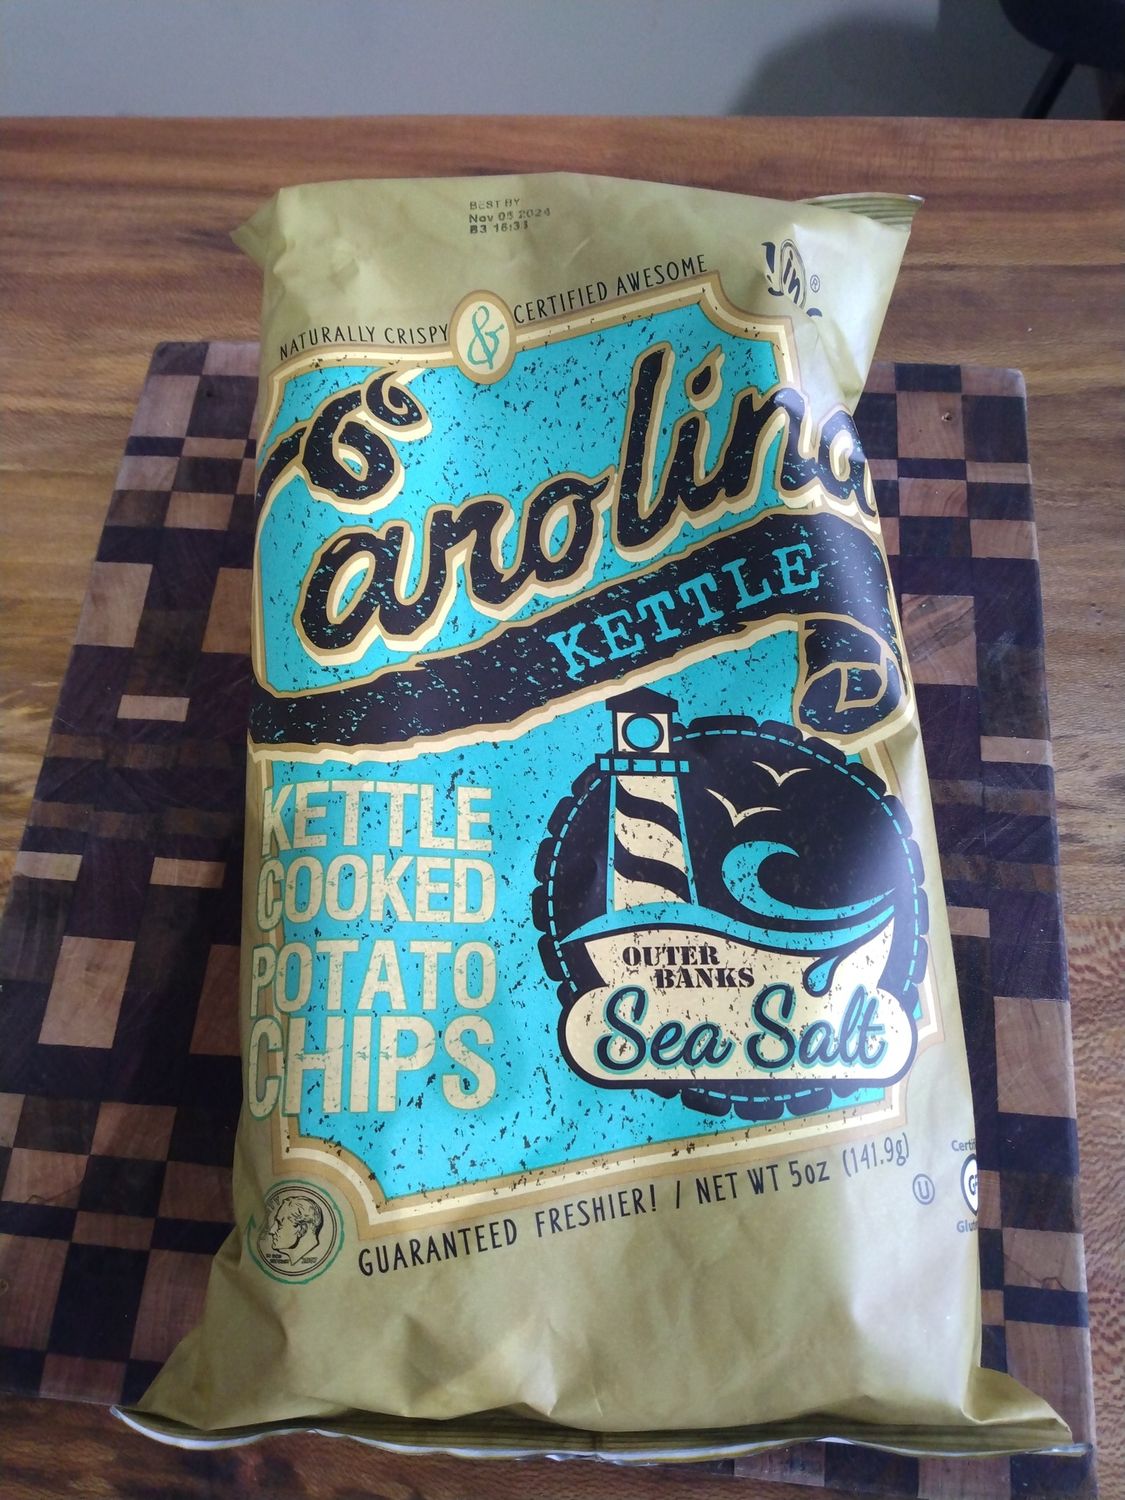 BEST BY
Nov 05 2024
B3 16:33
NATURALLY CRISPY & CERTIFIED AWESOME
Carolina
KETTLE
KETTLE
COOKED
POTATO
CHIPS
OUTER
BANKS
Sea Salt
GUARANTEED FRESHIER! / NET WT 5oz (141.9g)
U